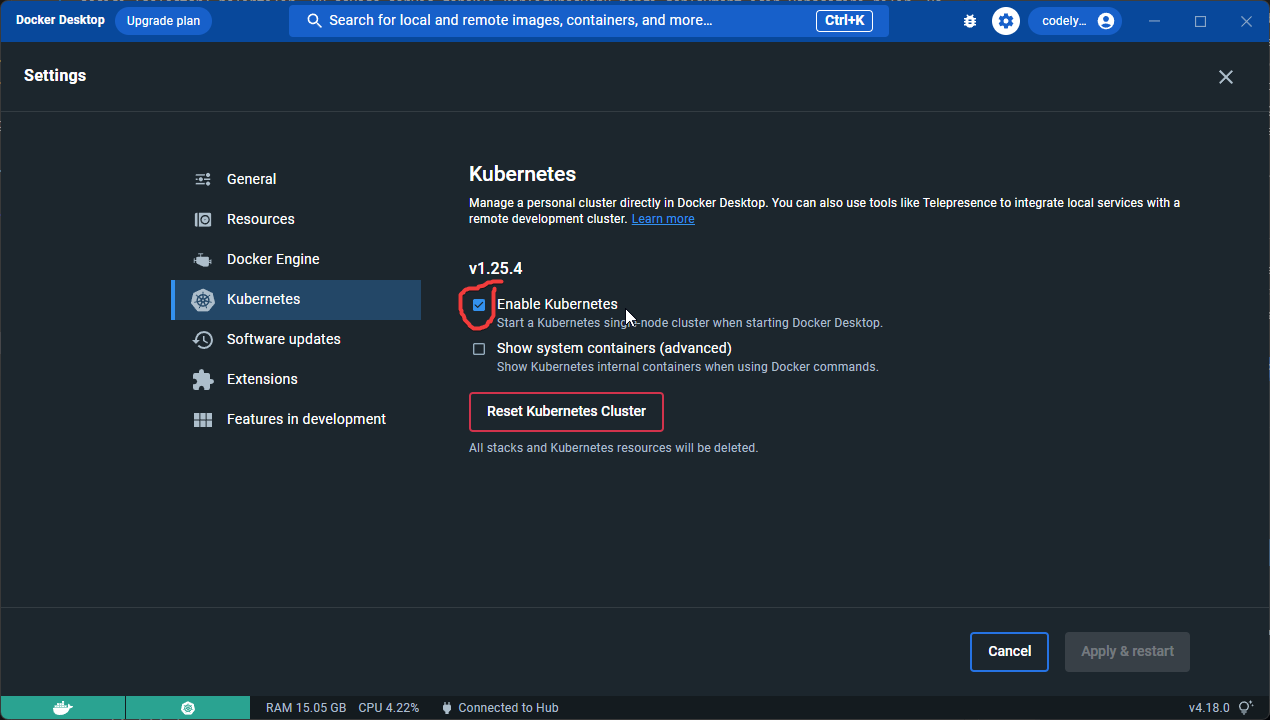 Docker Desktop
Upgrade plan
Search for local and remote images, containers, and more...
Ctrl+K
codely...
Settings
General
Resources
Docker Engine
Kubernetes
Software updates
Extensions
Features in development
Kubernetes
Manage a personal cluster directly in Docker Desktop. You can also use tools like Telepresence to integrate local services with a
remote development cluster. Learn more
v1.25.4
Enable Kubernetes
Start a Kubernetes single-node cluster when starting Docker Desktop.
Show system containers (advanced)
Show Kubernetes internal containers when using Docker commands.
Reset Kubernetes Cluster
All stacks and Kubernetes resources will be deleted.
Cancel
Apply & restart
RAM 15.05 GB
CPU 4.22%
Connected to Hub
v4.18.0